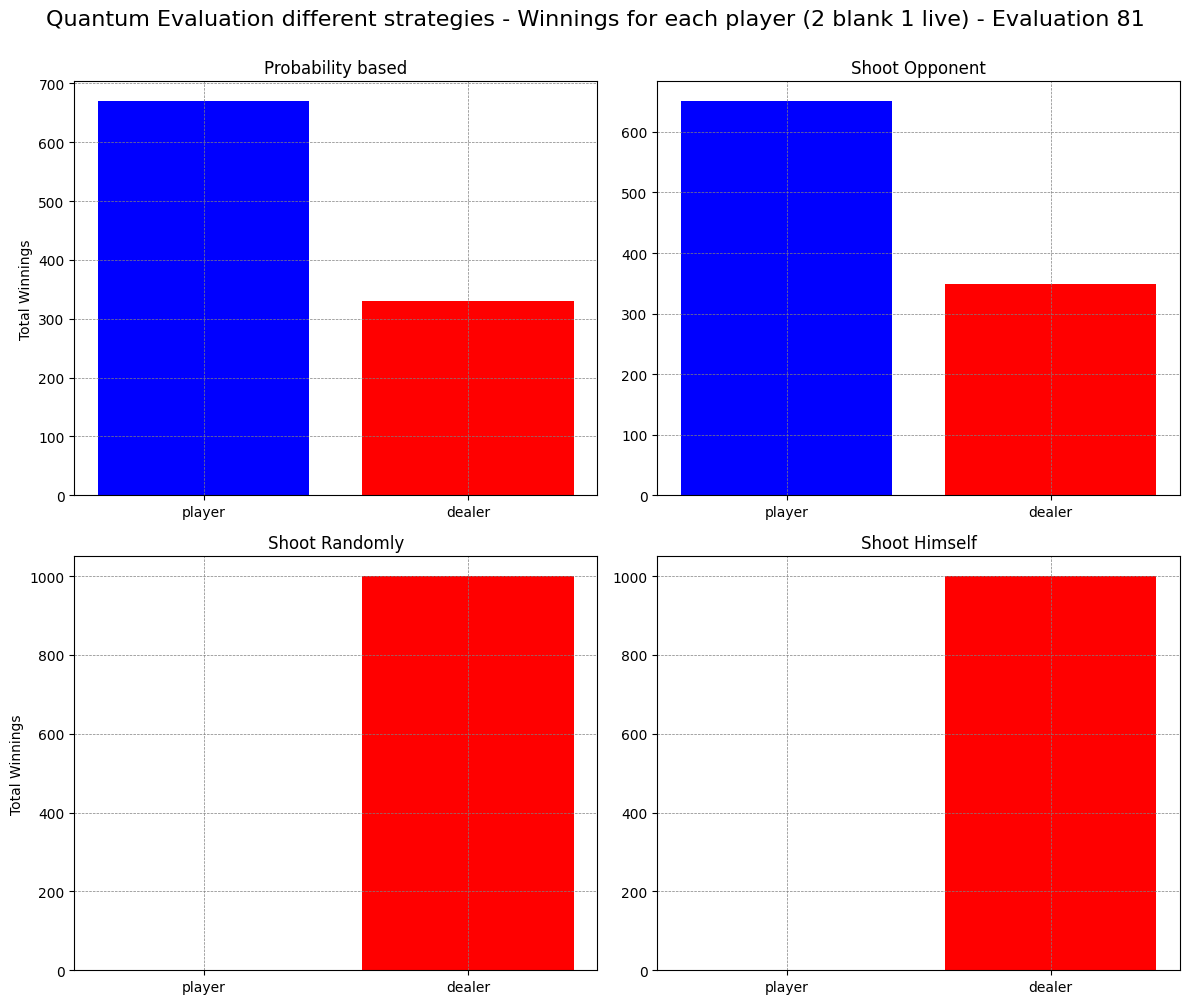 Quantum Evaluation different strategies - Winnings for each player (2 blank 1 live) - Evaluation 81
Probability based
Total Winnings
700
600
500
400
300
200
100
0
player dealer
Shoot Opponent
600
500
400
300
200
100
0
player dealer
Shoot Randomly
Total Winnings
1000
800
600
400
200
0
player dealer
Shoot Himself
1000
800
600
400
200
0
player dealer